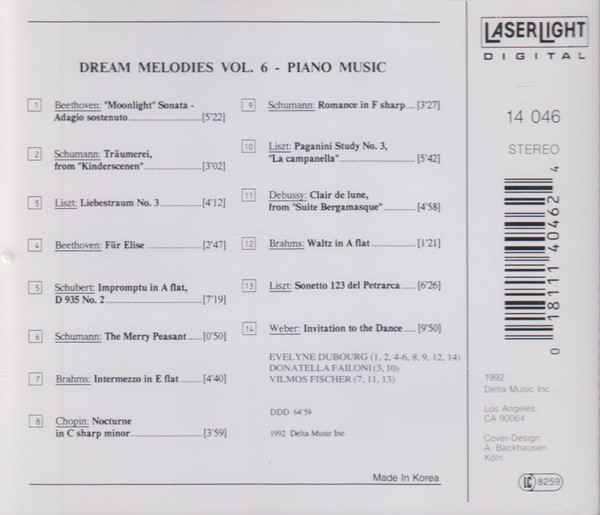 DREAM MELODIES VOL. 6 - PIANO MUSIC
1 Beethoven: "Moonlight" Sonata -
Adagio sostenuto [5'22]
2 Schumann: Träumerei,
from "Kinderscenen" [3'02]
3 Liszt: Liebestraum No. 3 [4'12]
4 Beethoven: Für Elise [2'47]
5 Schubert: Impromptu in A flat,
D 935 No. 2 [7'19]
6 Schumann: The Merry Peasant [0'50]
7 Brahms: Intermezzo in E flat [4'40]
8 Chopin: Nocturne
in C sharp minor [3'59]
9 Schumann: Romance in F sharp [3'27]
10 Liszt: Paganini Study No. 3,
"La campanella" [5'42]
11 Debussy: Clair de lune,
from "Suite Bergamasque" [4'58]
12 Brahms: Waltz in A flat [1'21]
13 Liszt: Sonetto 123 del Petrarca [6'26]
14 Weber: Invitation to the Dance [9'50]
EVELYNE DUBOURG (1, 2, 4-6, 8, 9, 12, 14)
DONATELLA FAILONI (3, 10)
VILMOS FISCHER (7, 11, 13)
DDD 64'59
1992 Delta Music Inc.
Made In Korea
LASERLIGHT
DIGITAL
14 046
STEREO
0 18111 40462 4
1992
Delta Music Inc.,
Los Angeles,
CA 90064
Cover-Design:
A. Backhausen
Köln
LC 8259